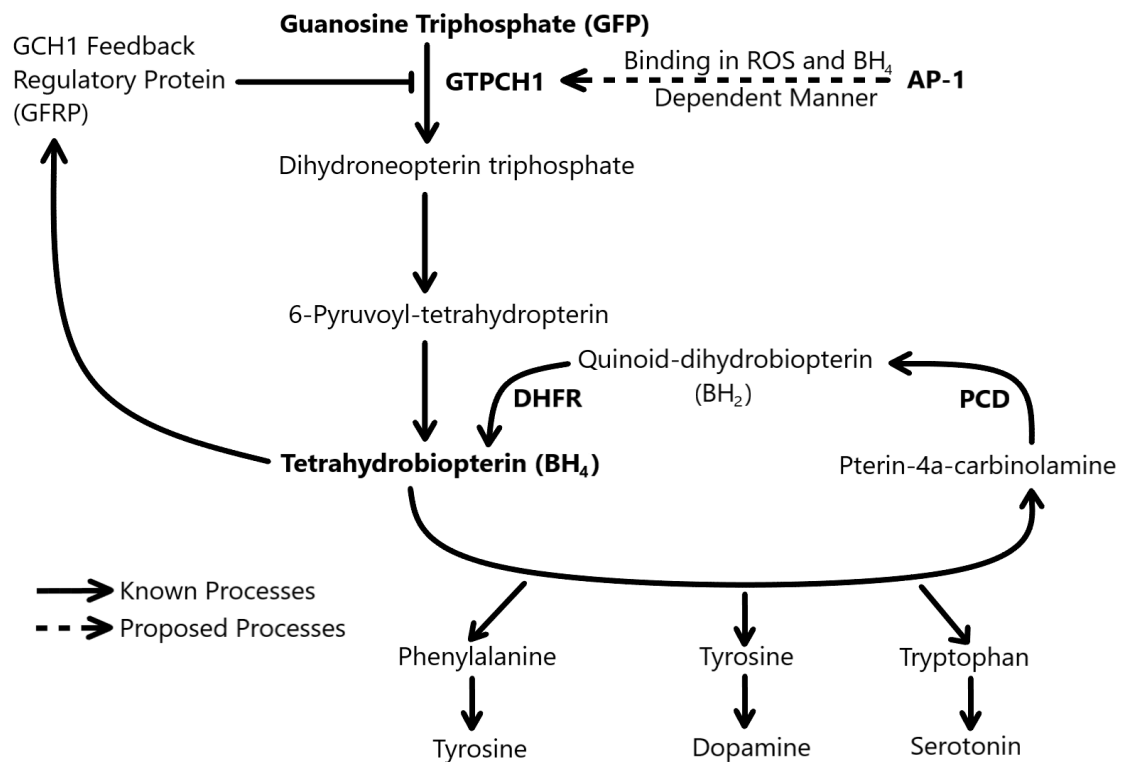 Guanosine Triphosphate (GFP)
GCH1 Feedback
Regulatory Protein
(GFRP)
GTPCH1
Binding in ROS and BH₄
Dependent Manner
AP-1
Dihydroneopterin triphosphate
6-Pyruvoyl-tetrahydropterin
Quinoid-dihydrobiopterin
(BH₂)
DHFR
PCD
Tetrahydrobiopterin (BH₄)
Pterin-4a-carbinolamine
Known Processes
Proposed Processes
Phenylalanine
Tyrosine
Tryptophan
Tyrosine
Dopamine
Serotonin